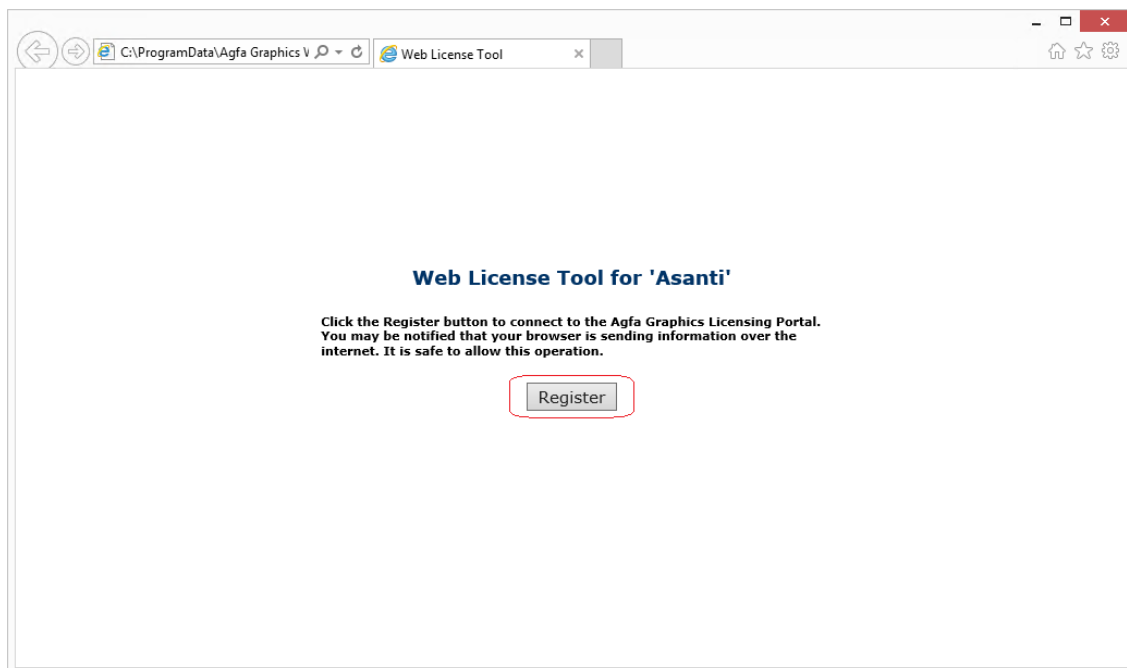 C:\ProgramData\Agfa Graphics
Web License Tool
Web License Tool for 'Asanti'
Click the Register button to connect to the Agfa Graphics Licensing Portal.
You may be notified that your browser is sending information over the
internet. It is safe to allow this operation.
Register